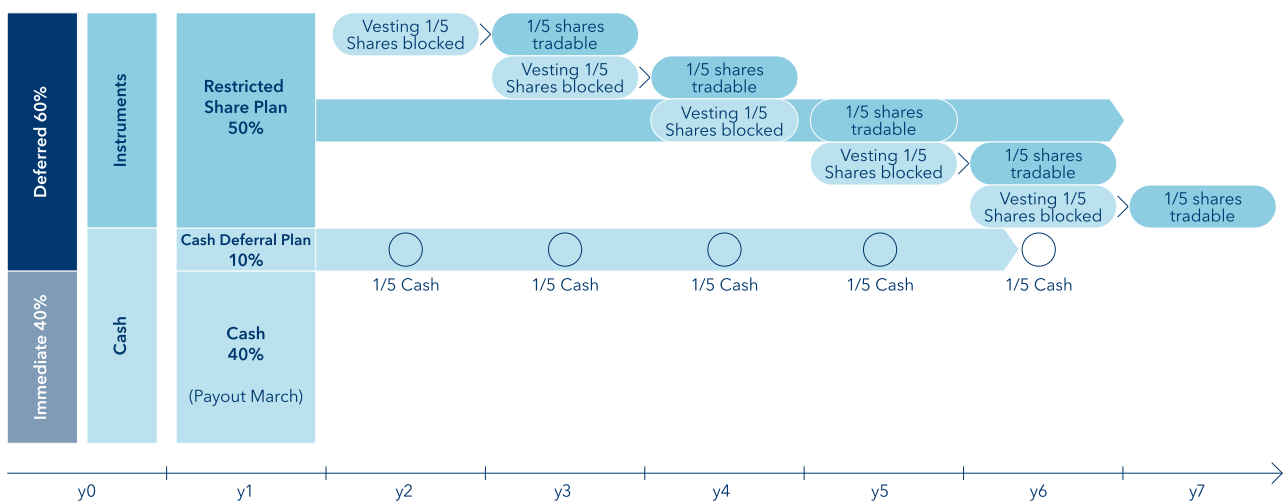 Deferred 60%
Immediate 40%
Instruments
Cash
Restricted
Share Plan
50%
Cash Deferral Plan
10%
Cash
40%
(Payout March)
Vesting 1/5
Shares blocked
1/5 shares
tradable
Vesting 1/5
Shares blocked
1/5 shares
tradable
Vesting 1/5
Shares blocked
1/5 shares
tradable
Vesting 1/5
Shares blocked
1/5 shares
tradable
Vesting 1/5
Shares blocked
1/5 shares
tradable
1/5 Cash
1/5 Cash
1/5 Cash
1/5 Cash
1/5 Cash
y0
y1
y2
y3
y4
y5
y6
y7